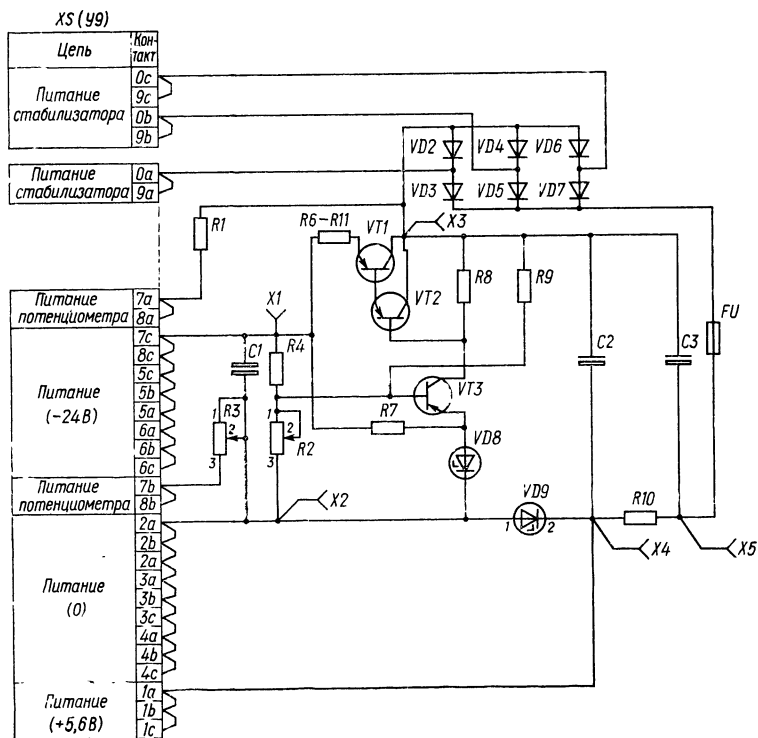 XS (У9)
Цепь
Кон-
такт
Питание
стабилизатора
0c
9c
0b
9b
Питание
стабилизатора
0a
9a
Питание
потенциометра
7a
8a
Питание
(-24В)
7c
8c
5c
5b
5a
6a
6b
6c
Питание
потенциометра
7b
8b
Питание
(0)
2a
2b
2a
3a
3b
3c
4a
4b
4c
Питание
(+5,6В)
1a
1b
1c
VD2
VD4
VD6
VD3
VD5
VD7
R1
R6-R11
VT1
X3
VT2
R8
R9
X1
R4
C1
C2
C3
FU
VT3
R3
1
2
3
R7
1
2
R2
3
VD8
X2
VD9
1
2
R10
X4
X5